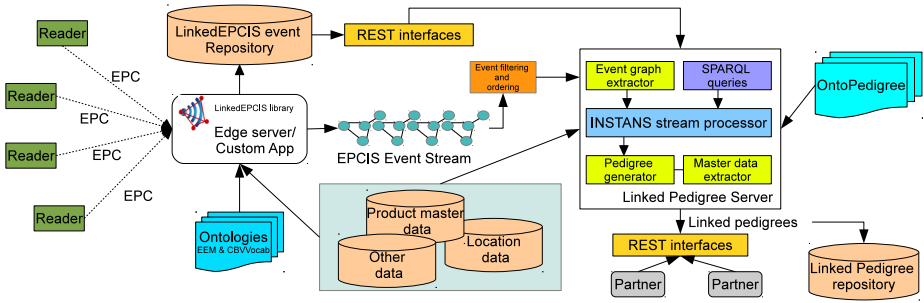 Reader
EPC
Reader
EPC
Reader
EPC
Reader
EPC
LinkedEPCIS event
Repository
REST interfaces
LinkedEPCIS library
Edge server/
Custom App
EPCIS Event Stream
Event filtering
and
ordering
Ontologies
EEM & CBVVocab
Product master
data
Other
data
Location
data
Event graph
extractor
SPARQL
queries
INSTANS stream processor
Pedigree
generator
Master data
extractor
Linked Pedigree Server
OntoPedigree
Linked pedigrees
REST interfaces
Partner
Partner
Linked Pedigree
repository